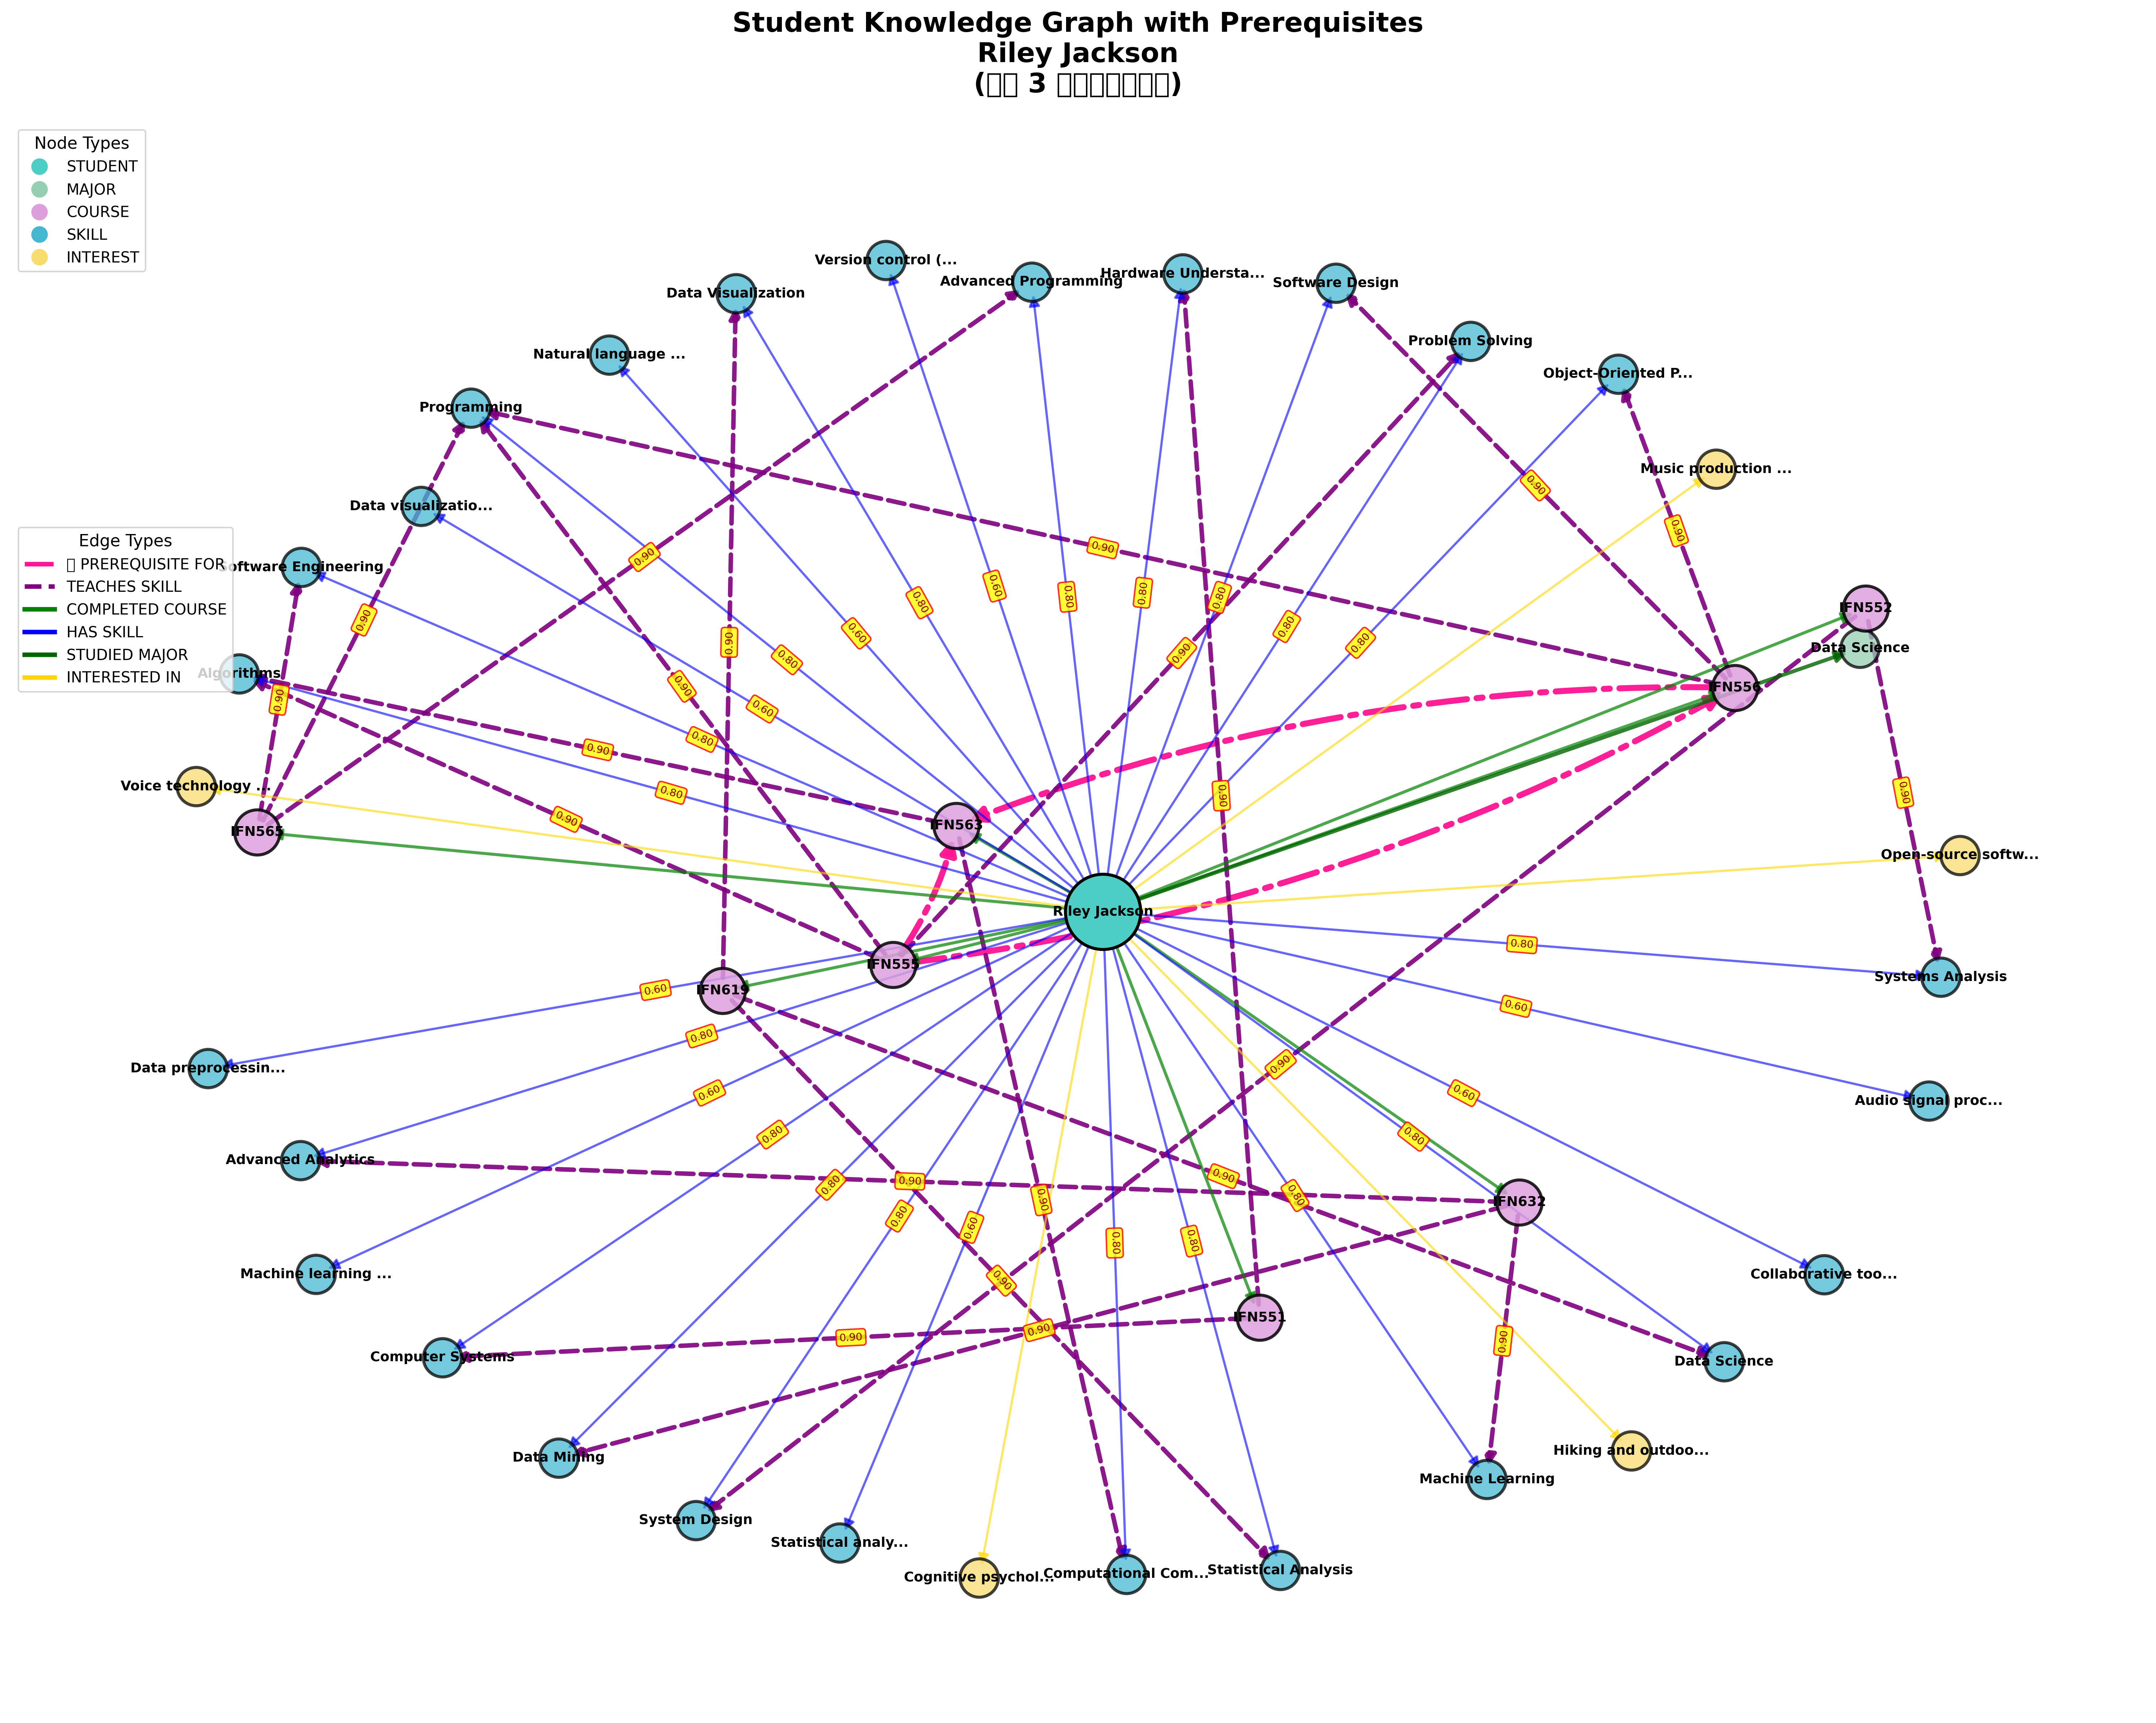 Student Knowledge Graph with Prerequisites
Riley Jackson
(□□ 3 □□□□□□□)
Node Types
STUDENT
MAJOR
COURSE
SKILL
INTEREST
Edge Types
□ PREREQUISITE FOR
TEACHES SKILL
COMPLETED COURSE
HAS SKILL
STUDIED MAJOR
INTERESTED IN
Version control (...
Advanced Programming
Hardware Understa...
Software Design
Data Visualization
Problem Solving
Natural language ...
Object-Oriented P...
Programming
Music production ...
Data visualizatio...
Software Engineering
IFN552
Data Science
Algorithms
IFN556
Voice technology ...
IFN565
IFN563
Open-source softw...
Riley Jackson
IFN555
IFN619
Systems Analysis
Data preprocessin...
Audio signal proc...
Advanced Analytics
IFN632
Machine learning ...
Collaborative too...
IFN551
Computer Systems
Data Science
Data Mining
Hiking and outdoo...
Machine Learning
System Design
Statistical analy...
Cognitive psychol...
Computational Com...
Statistical Analysis
0.90
0.60
0.80
0.80
0.80
0.80
0.90
0.90
0.90
0.90
0.80
0.60
0.80
0.80
0.90
0.60
0.90
0.80
0.90
0.80
0.90
0.90
0.60
0.80
0.90
0.80
0.90
0.90
0.90
0.80
0.60
0.60
0.80
0.60
0.60
0.90
0.80
0.80
0.90
0.90
0.80
0.80
0.90
0.80
0.60
0.80
0.80
0.90
0.90
0.90
0.90